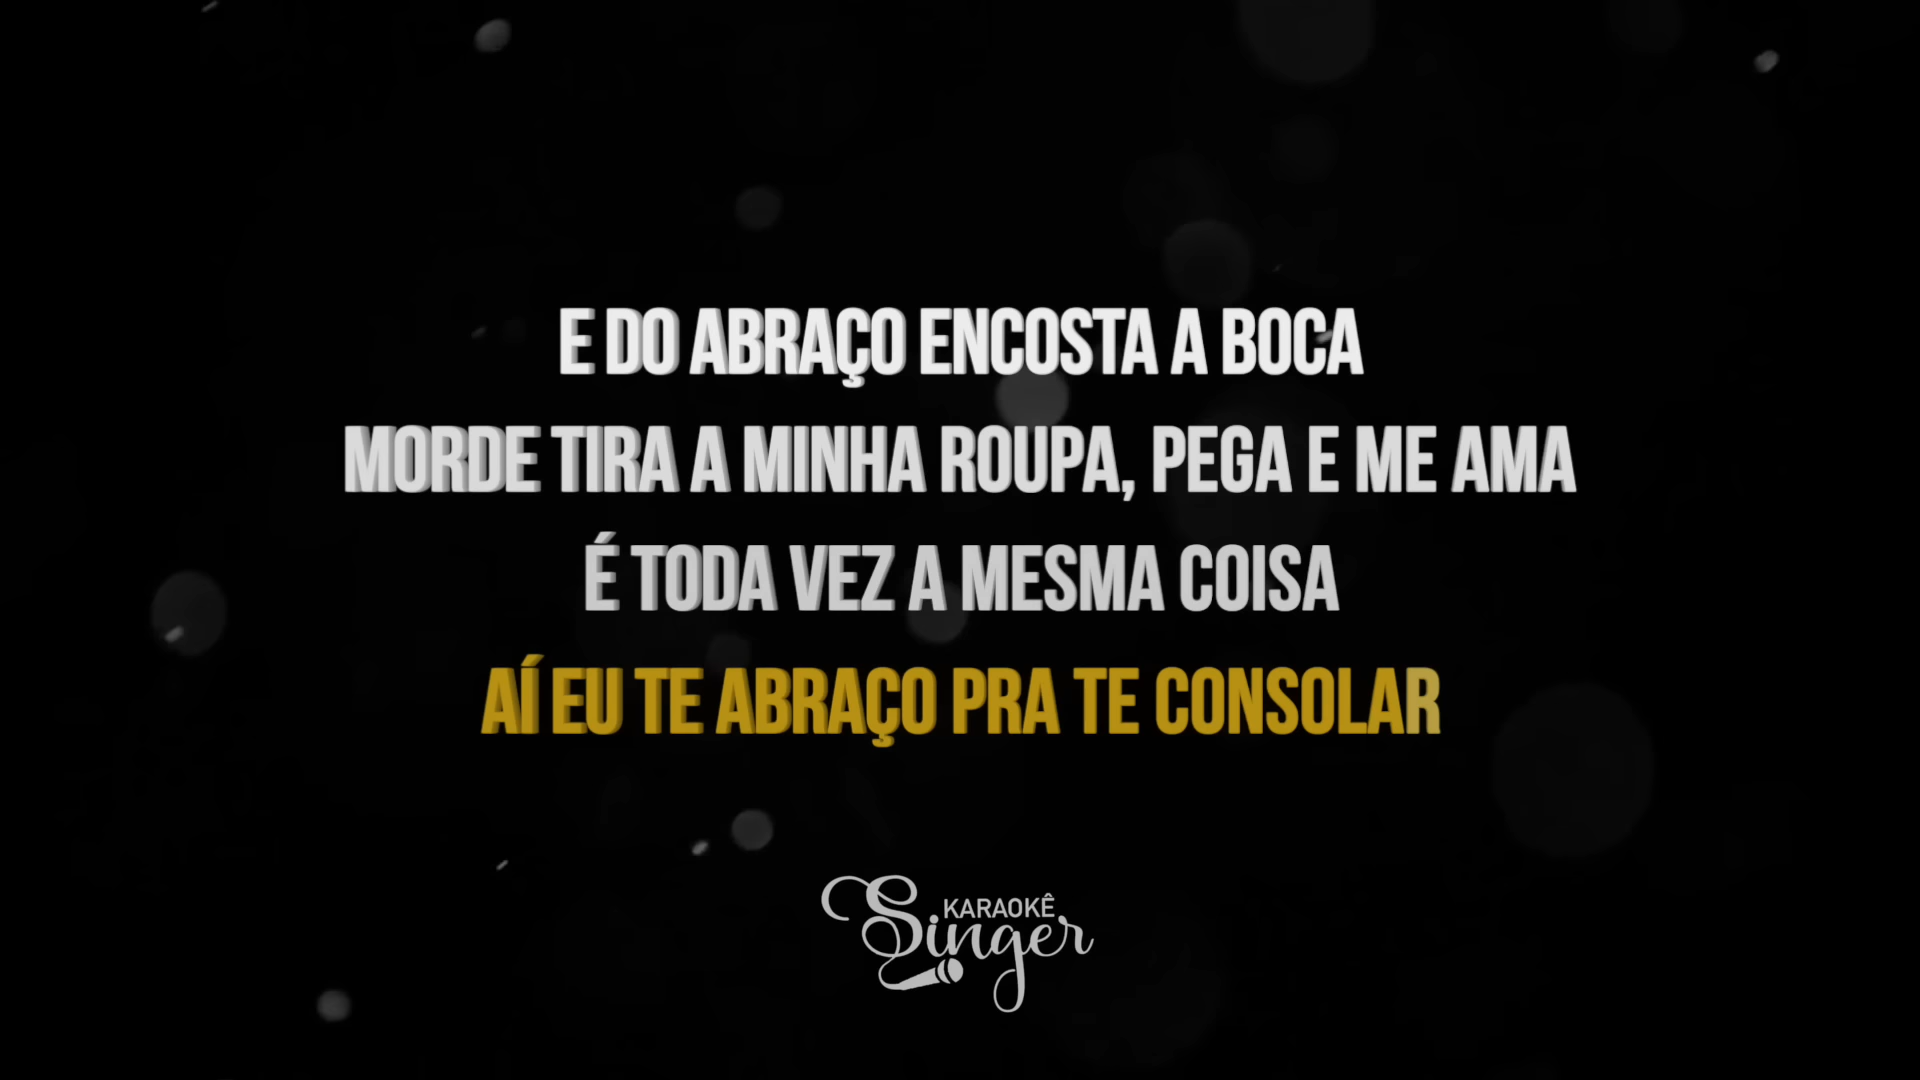 E DO ABRAÇO ENCOSTA A BOCA
MORDE TIRA A MINHA ROUPA, PEGA E ME AMA
É TODA VEZ A MESMA COISA
AÍ EU TE ABRAÇO PRA TE CONSOLAR
KARAOKÊ
Singer